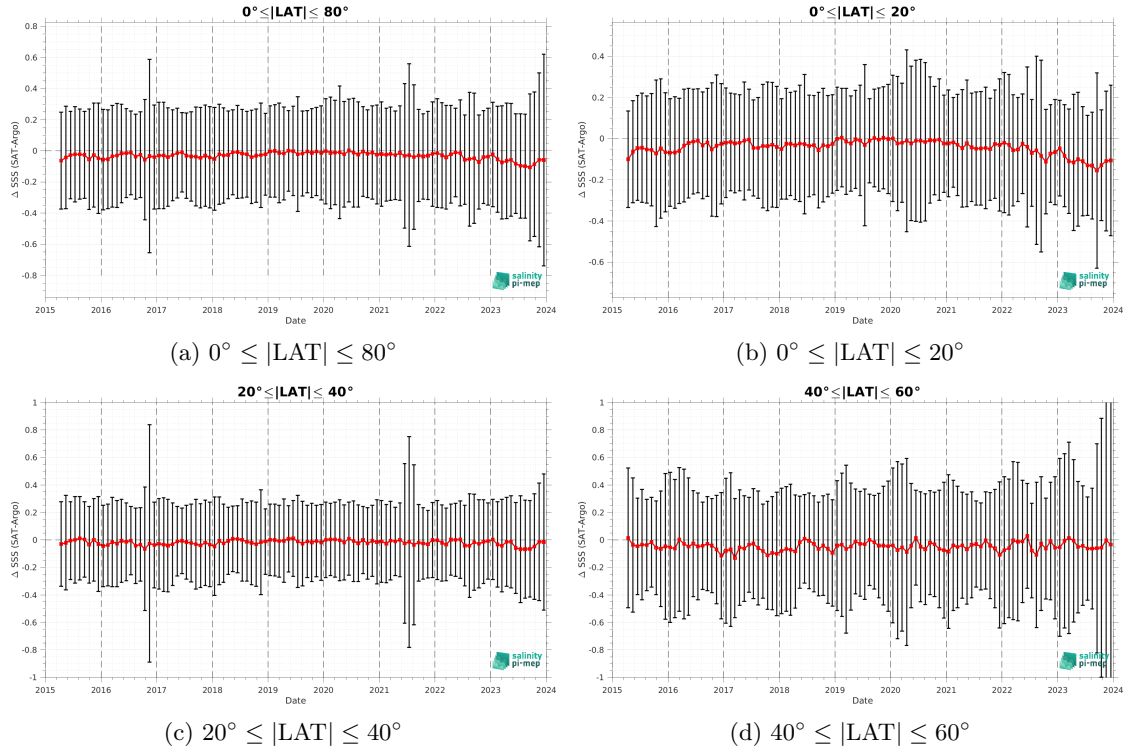 0°≤|LAT|≤ 80°
0.8
0.6
0.4
0.2
0
-0.2
-0.4
-0.6
-0.8
Δ SSS (SAT-Argo)
2015 2016 2017 2018 2019 2020 2021 2022 2023 2024
Date
salinity
pi-mep
(a) 0° ≤ |LAT| ≤ 80°
0°≤|LAT|≤ 20°
0.4
0.2
0
-0.2
-0.4
-0.6
Δ SSS (SAT-Argo)
2015 2016 2017 2018 2019 2020 2021 2022 2023 2024
Date
salinity
pi-mep
(b) 0° ≤ |LAT| ≤ 20°
20°≤|LAT|≤ 40°
1
0.8
0.6
0.4
0.2
0
-0.2
-0.4
-0.6
-0.8
-1
Δ SSS (SAT-Argo)
2015 2016 2017 2018 2019 2020 2021 2022 2023 2024
Date
salinity
pi-mep
(c) 20° ≤ |LAT| ≤ 40°
40°≤|LAT|≤ 60°
1
0.8
0.6
0.4
0.2
0
-0.2
-0.4
-0.6
-0.8
-1
Δ SSS (SAT-Argo)
2015 2016 2017 2018 2019 2020 2021 2022 2023 2024
Date
salinity
pi-mep
(d) 40° ≤ |LAT| ≤ 60°